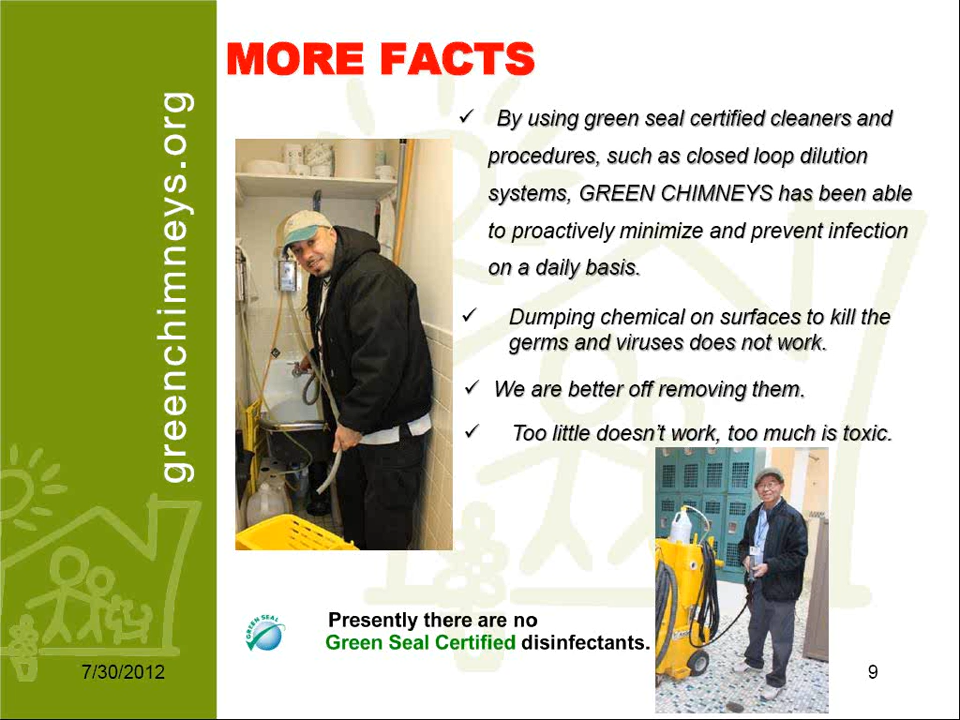 MORE FACTS
greenchimneys.org
✓ By using green seal certified cleaners and
procedures, such as closed loop dilution
systems, GREEN CHIMNEYS has been able
to proactively minimize and prevent infection
on a daily basis.
✓ Dumping chemical on surfaces to kill the
germs and viruses does not work.
✓ We are better off removing them.
✓ Too little doesn't work, too much is toxic.
GREEN SEAL
Presently there are no
Green Seal Certified disinfectants.
7/30/2012
9